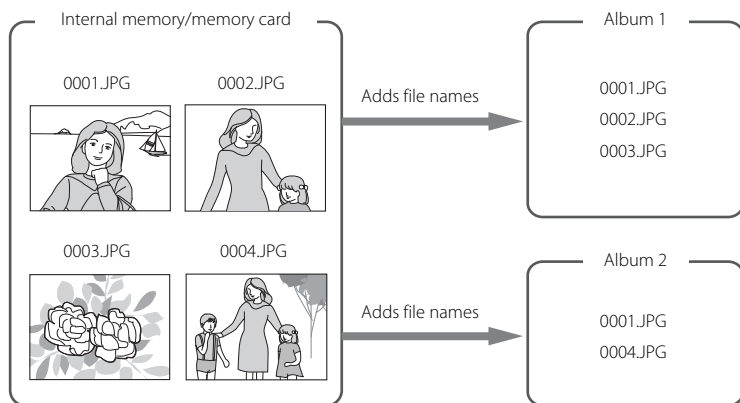 Internal memory/memory card
0001.JPG
0002.JPG
0003.JPG
0004.JPG
Adds file names
Adds file names
Album 1
0001.JPG
0002.JPG
0003.JPG
Album 2
0001.JPG
0004.JPG